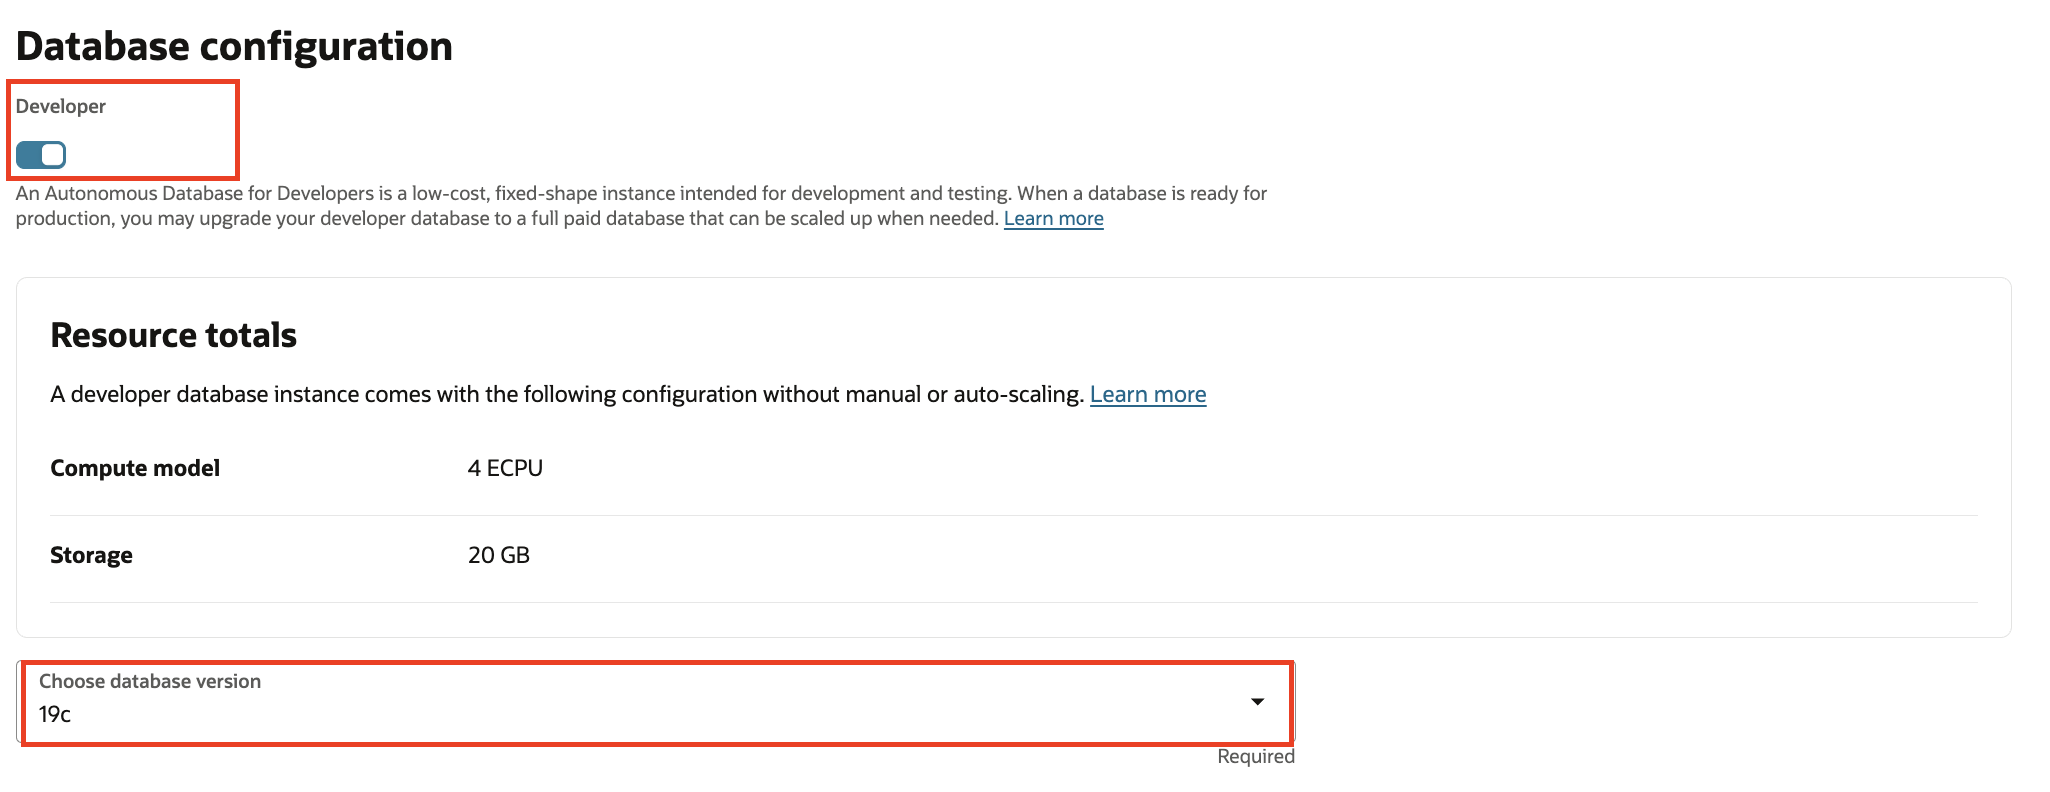 Database configuration
Developer
An Autonomous Database for Developers is a low-cost, fixed-shape instance intended for development and testing. When a database is ready for
production, you may upgrade your developer database to a full paid database that can be scaled up when needed. Learn more
Resource totals
A developer database instance comes with the following configuration without manual or auto-scaling. Learn more
Compute model 4 ECPU
Storage 20 GB
Choose database version
19c
Required